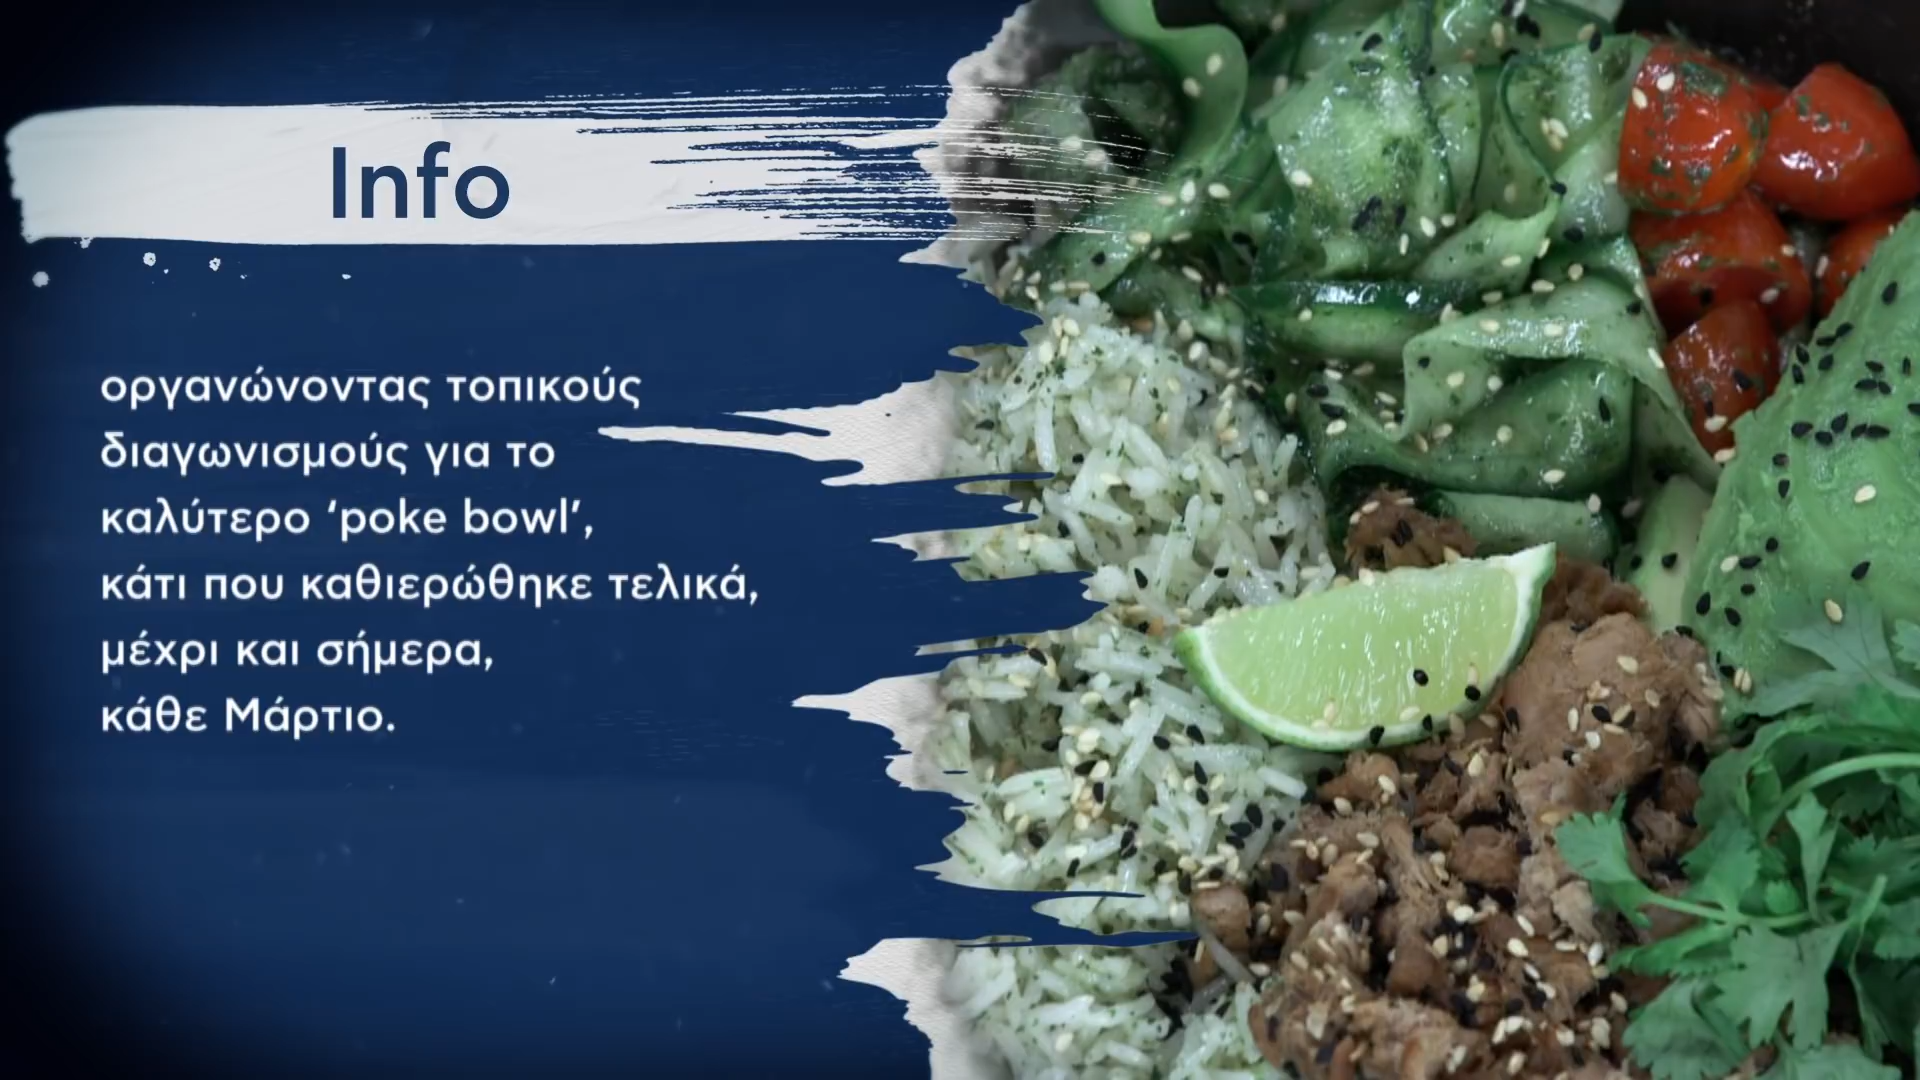 Info
οργανώνοντας τοπικούς
διαγωνισμούς για το
καλύτερο ‘poke bowl’,
κάτι που καθιερώθηκε τελικά,
μέχρι και σήμερα,
κάθε Μάρτιο.